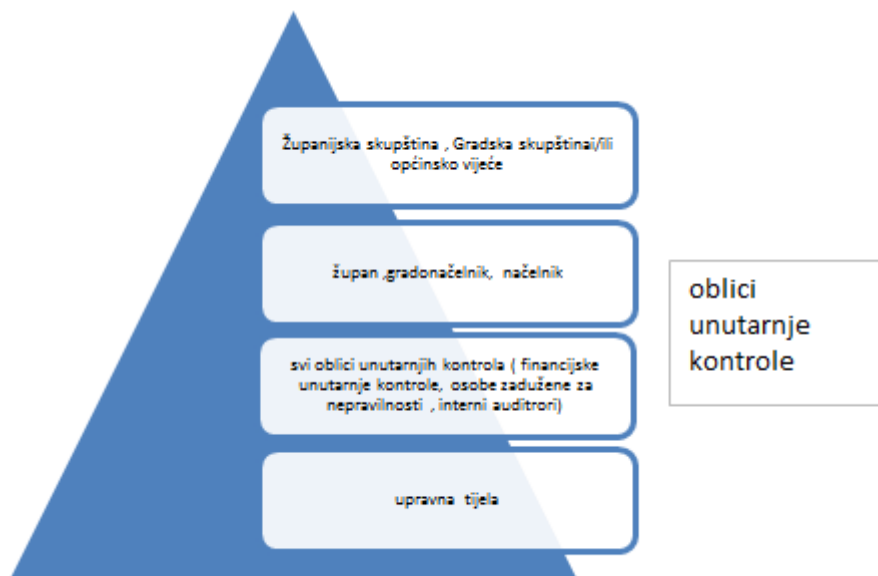 Županijska skupština , Gradska skupštinai/ili
općinsko vijeće
župan ,gradonačelnik, načelnik
svi oblici unutarnjih kontrola ( financijske
unutarnje kontrole, osobe zadužene za
nepravilnosti , interni auditrori)
upravna tijela
oblici
unutarnje
kontrole